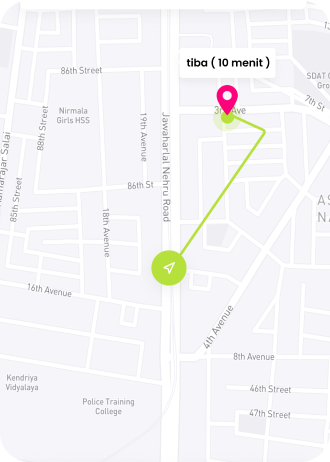 tiba ( 10 menit )
86th Street
SDAT
7th St
3rd Ave
Nirmala
Girls HSS
88th Street
19th Avenue
Jawaharlal Nehru Road
85th Street
86th St
18th Avenue
16th Avenue
4th Avenue
8th Avenue
Kendriya
Vidyalaya
46th Street
Police Training
College
47th Street